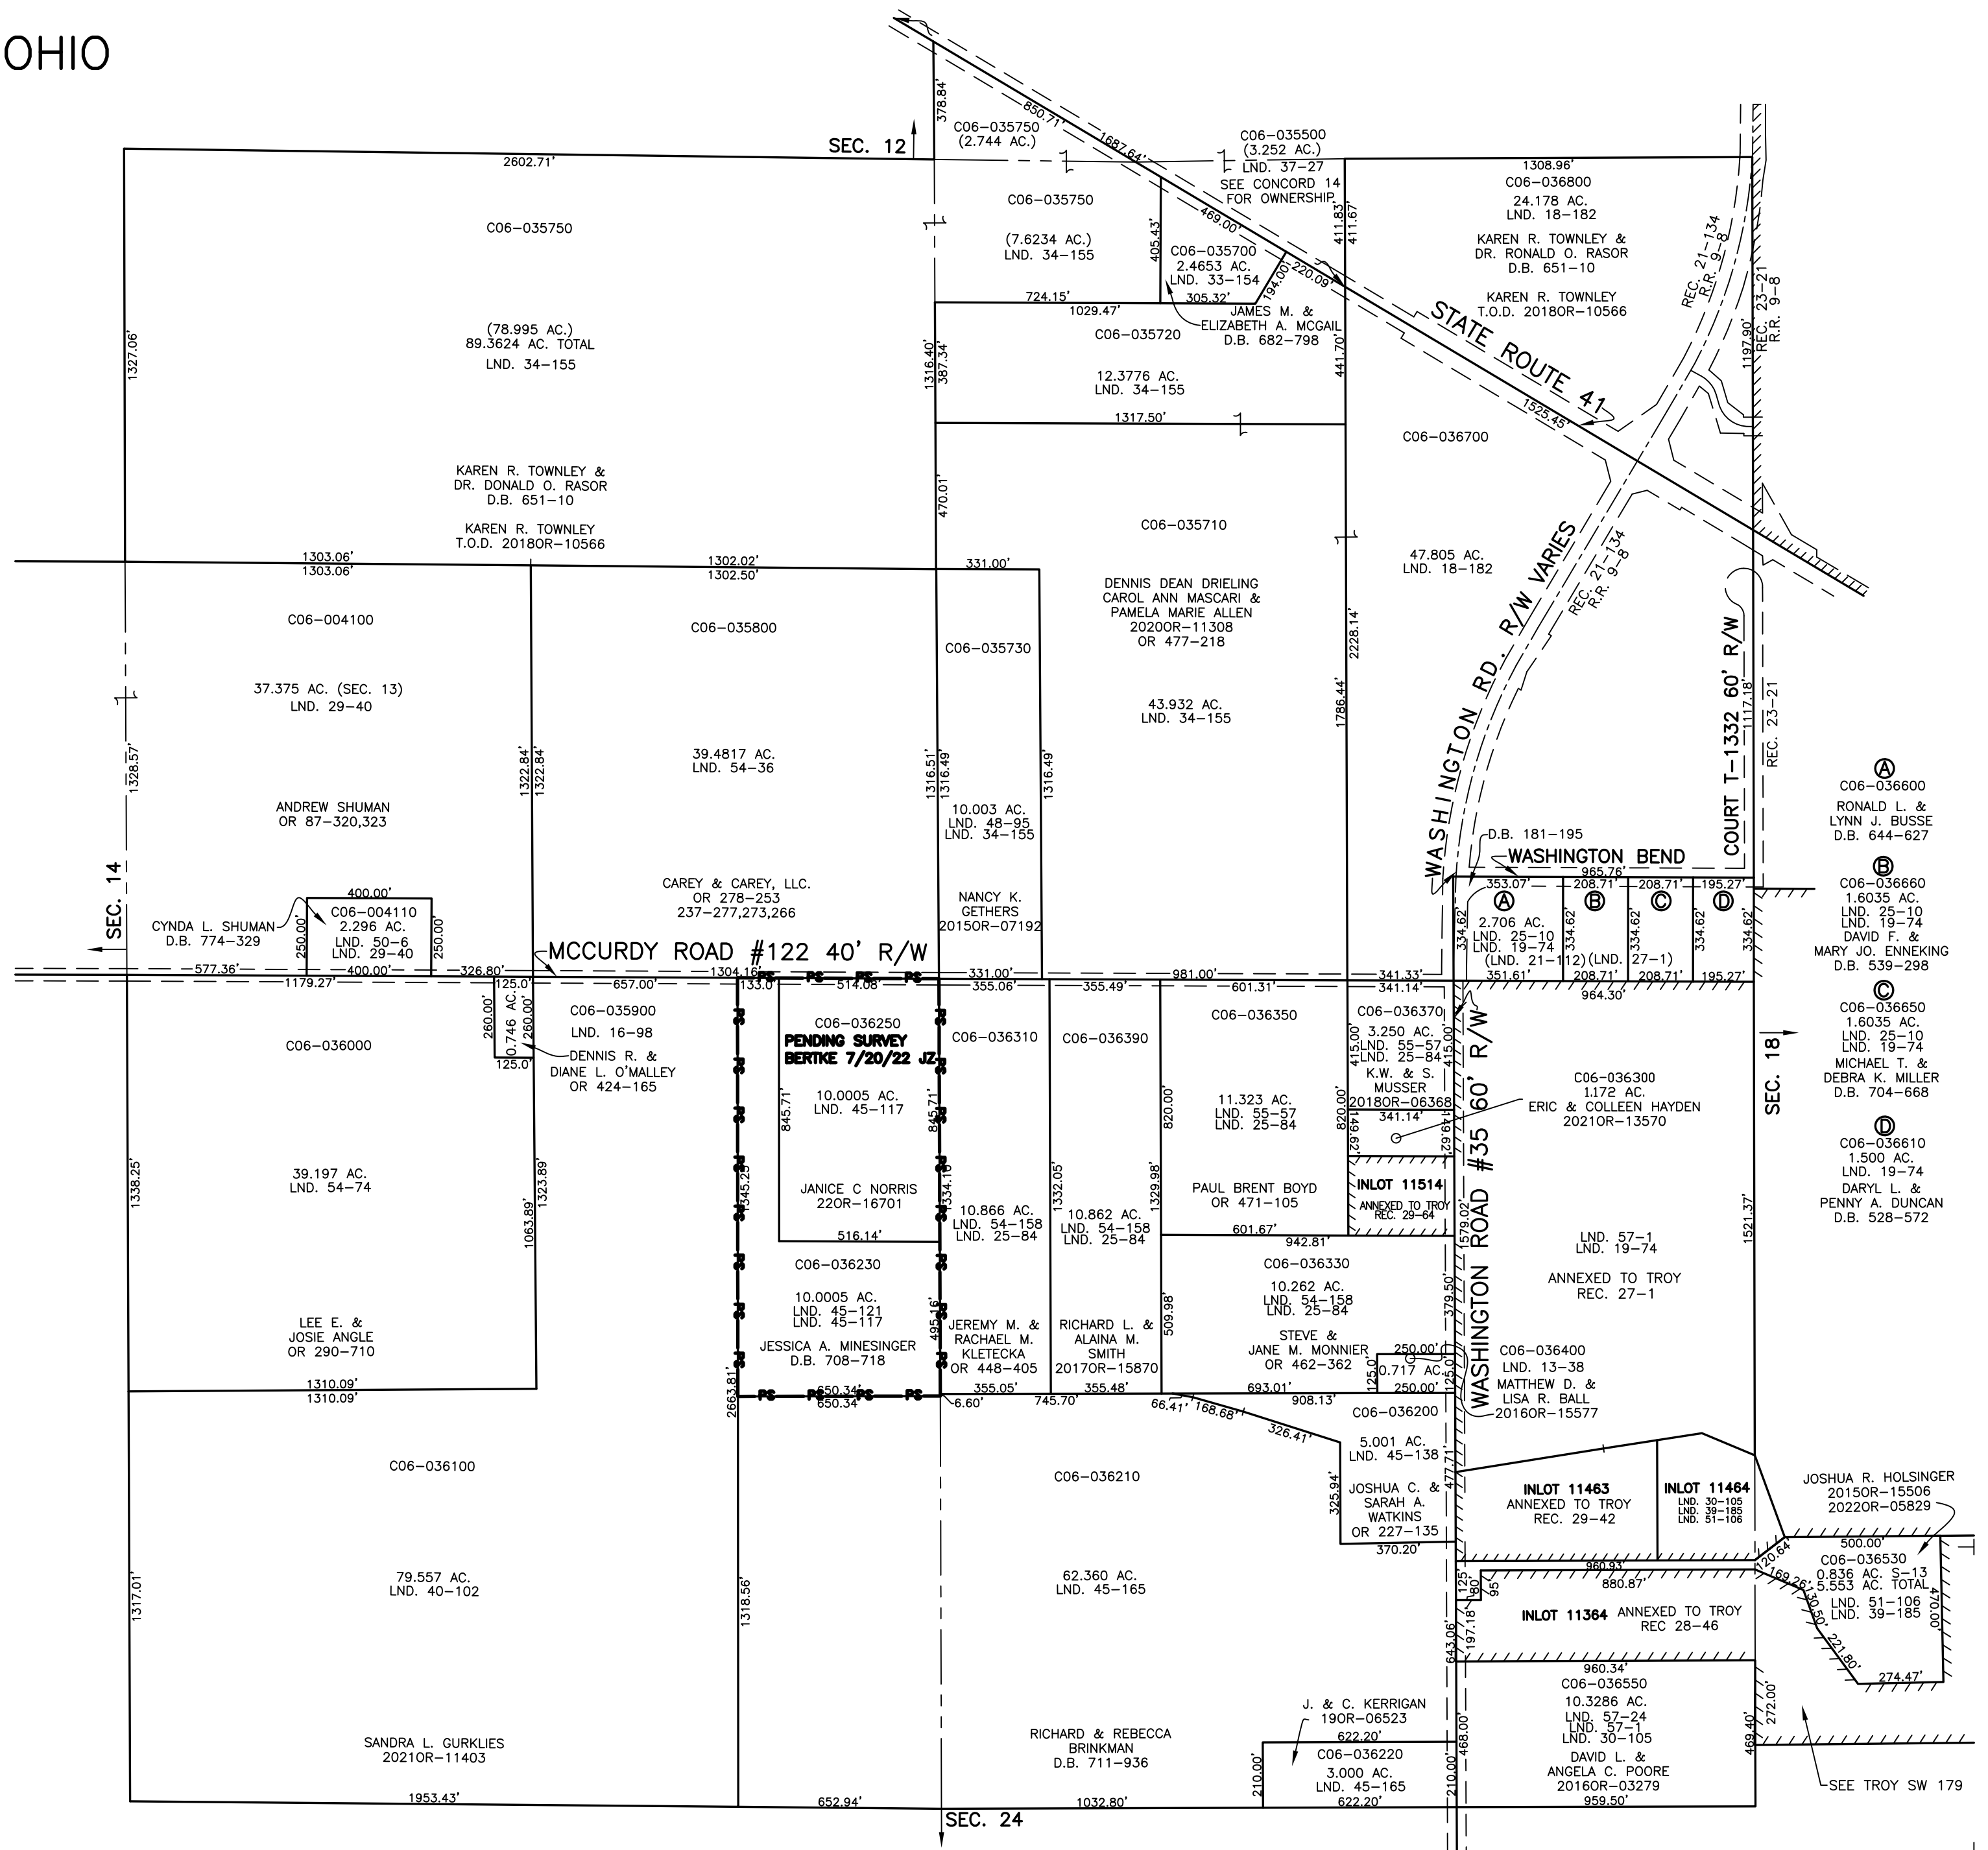 OHIO
SEC. 12
2602.71'
378.84'
850.71'
1687.64'
C06-035750
(2.744 AC.)
C06-035500
(3.252 AC.)
LND. 37-27
SEE CONCORD 14
FOR OWNERSHIP
1308.96'
C06-036800
24.178 AC.
LND. 18-182
KAREN R. TOWNLEY &
DR. RONALD O. RASOR
D.B. 651-10
KAREN R. TOWNLEY
T.O.D. 2018OR-10566
REC. 21-134
R.R. 9-8
REC. 23-21
R.R. 9-8
1197.90'
C06-035750
(78.995 AC.)
89.3624 AC. TOTAL
LND. 34-155
KAREN R. TOWNLEY &
DR. DONALD O. RASOR
D.B. 651-10
KAREN R. TOWNLEY
T.O.D. 2018OR-10566
1327.06'
C06-035750
(7.6234 AC.)
LND. 34-155
405.43'
469.00'
411.83'
411.67'
C06-035700
2.4653 AC.
LND. 33-154
194.00'
220.09'
724.15'
305.32'
1029.47'
JAMES M. &
ELIZABETH A. MCGAIL
D.B. 682-798
C06-035720
12.3776 AC.
LND. 34-155
1316.40'
387.34'
441.70'
1317.50'
STATE ROUTE 41
1525.45'
C06-036700
47.805 AC.
LND. 18-182
470.01'
C06-035710
DENNIS DEAN DRIELING
CAROL ANN MASCARI &
PAMELA MARIE ALLEN
2020OR-11308
OR 477-218
43.932 AC.
LND. 34-155
2228.14'
1786.44'
WASHINGTON RD. R/W VARIES
REC. 21-134
R.R. 9-8
COURT T-1332 60' R/W
1117.18'
REC. 23-21
1303.06'
1303.06'
1302.02'
1302.50'
331.00'
C06-004100
37.375 AC. (SEC. 13)
LND. 29-40
ANDREW SHUMAN
OR 87-320,323
1328.57'
1322.84'
1322.84'
C06-035800
39.4817 AC.
LND. 54-36
CAREY & CAREY, LLC.
OR 278-253
237-277,273,266
1316.51'
1316.49'
1316.49'
C06-035730
10.003 AC.
LND. 48-95
LND. 34-155
NANCY K.
GETHERS
2015OR-07192
SEC. 14
CYNDA L. SHUMAN
D.B. 774-329
400.00'
C06-004110
2.296 AC.
LND. 50-6
LND. 29-40
250.00'
250.00'
400.00'
577.36'
326.80'
MCCURDY ROAD #122 40' R/W
1304.16'
331.00'
981.00'
341.33'
D.B. 181-195
WASHINGTON BEND
965.76'
353.07'
208.71'
208.71'
195.27'
A
B
C
D
2.706 AC.
LND. 25-10
LND. 19-74
(LND. 21-112)
(LND. 27-1)
334.62'
334.62'
334.62'
334.62'
334.62'
351.61'
208.71'
208.71'
195.27'
964.30'
A
C06-036600
RONALD L. &
LYNN J. BUSSE
D.B. 644-627
B
C06-036660
1.6035 AC.
LND. 25-10
LND. 19-74
DAVID F. &
MARY JO. ENNEKING
D.B. 539-298
C
C06-036650
1.6035 AC.
LND. 25-10
LND. 19-74
MICHAEL T. &
DEBRA K. MILLER
D.B. 704-668
D
C06-036610
1.500 AC.
LND. 19-74
DARYL L. &
PENNY A. DUNCAN
D.B. 528-572
SEC. 18
1179.27'
125.0'
657.00'
133.0'
514.08'
355.06'
355.49'
601.31'
341.14'
C06-036000
39.197 AC.
LND. 54-74
LEE E. &
JOSIE ANGLE
OR 290-710
1338.25'
260.00'
0.746 AC.
260.00'
125.0'
1063.89'
1323.89'
C06-035900
LND. 16-98
DENNIS R. &
DIANE L. O'MALLEY
OR 424-165
PS PS PS PS
C06-036250
PENDING SURVEY
BERTKE 7/20/22 JZ
10.0005 AC.
LND. 45-117
JANICE C NORRIS
22OR-16701
845.71'
845.71'
1345.25'
1334.16'
516.14'
C06-036230
10.0005 AC.
LND. 45-121
LND. 45-117
JESSICA A. MINESINGER
D.B. 708-718
495.16'
650.34'
PS PS PS PS
650.34'
6.60'
PS PS PS PS PS PS PS PS
PS PS PS PS PS PS PS PS
C06-036310
10.866 AC.
LND. 54-158
LND. 25-84
JEREMY M. &
RACHAEL M.
KLETECKA
OR 448-405
355.05'
1332.05'
C06-036390
10.862 AC.
LND. 54-158
LND. 25-84
RICHARD L. &
ALAINA M.
SMITH
2017OR-15870
355.48'
745.70'
C06-036350
11.323 AC.
LND. 55-57
LND. 25-84
PAUL BRENT BOYD
OR 471-105
820.00'
820.00'
1329.98'
601.67'
942.81'
C06-036370
3.250 AC.
LND. 55-57
LND. 25-84
K.W. & S.
MUSSER
2018OR-06368
415.00'
415.00'
341.14'
149.62'
149.62'
INLOT 11514
ANNEXED TO TROY
REC. 29-64
C06-036330
10.262 AC.
LND. 54-158
LND. 25-84
STEVE &
JANE M. MONNIER
OR 462-362
509.98'
379.50'
250.00'
0.717 AC.
125.0'
125.0'
250.00'
693.01'
908.13'
WASHINGTON ROAD #35 60' R/W
1579.02'
C06-036300
1.172 AC.
ERIC & COLLEEN HAYDEN
2021OR-13570
LND. 57-1
LND. 19-74
ANNEXED TO TROY
REC. 27-1
1521.37'
C06-036400
LND. 13-38
MATTHEW D. &
LISA R. BALL
2016OR-15577
1310.09'
1310.09'
C06-036100
79.557 AC.
LND. 40-102
SANDRA L. GURKLIES
2021OR-11403
1317.01'
2663.81'
1318.56'
1953.43'
66.41'
168.68'
326.41'
325.94'
C06-036200
5.001 AC.
LND. 45-138
JOSHUA C. &
SARAH A.
WATKINS
OR 227-135
370.20'
477.71'
C06-036210
62.360 AC.
LND. 45-165
RICHARD & REBECCA
BRINKMAN
D.B. 711-936
652.94'
1032.80'
SEC. 24
J. & C. KERRIGAN
19OR-06523
622.20'
C06-036220
3.000 AC.
LND. 45-165
210.00'
210.00'
622.20'
INLOT 11463
ANNEXED TO TROY
REC. 29-42
INLOT 11464
LND. 30-105
LND. 39-185
LND. 51-106
960.93'
880.87'
125'
80'
95'
197.18'
643.06'
INLOT 11364 ANNEXED TO TROY
REC 28-46
960.34'
C06-036550
10.3286 AC.
LND. 57-24
LND. 57-1
LND. 30-105
DAVID L. &
ANGELA C. POORE
2016OR-03279
468.00'
469.40'
272.00'
959.50'
JOSHUA R. HOLSINGER
2015OR-15506
2022OR-05829
500.00'
C06-036530
0.836 AC. S-13
5.553 AC. TOTAL
LND. 51-106
LND. 39-185
120.64'
169.26'
130.50'
221.80'
274.47'
470.00'
SEE TROY SW 179